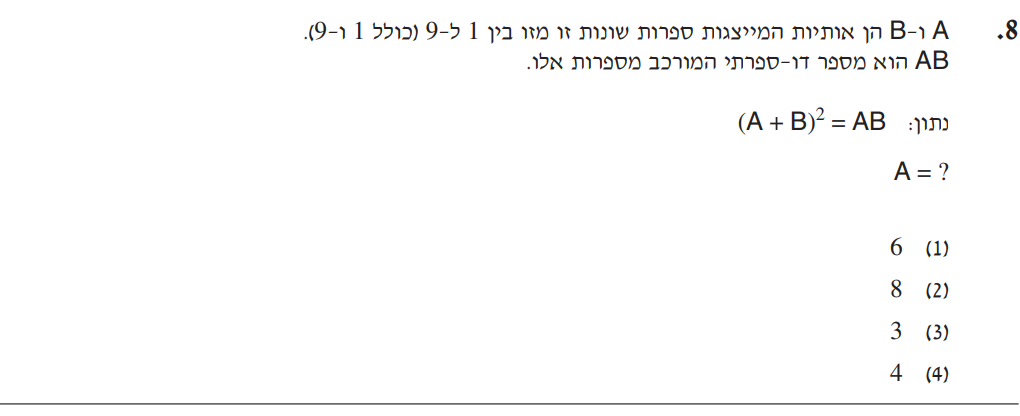 8. A ו-B הן אותיות המייצגות ספרות שונות זו מזו בין 1 ל-9 (כולל 1 ו-9).
AB הוא מספר דו-ספרתי המורכב מספרות אלו.
נתון: (A + B)² = AB
A = ?
(1) 6
(2) 8
(3) 3
(4) 4